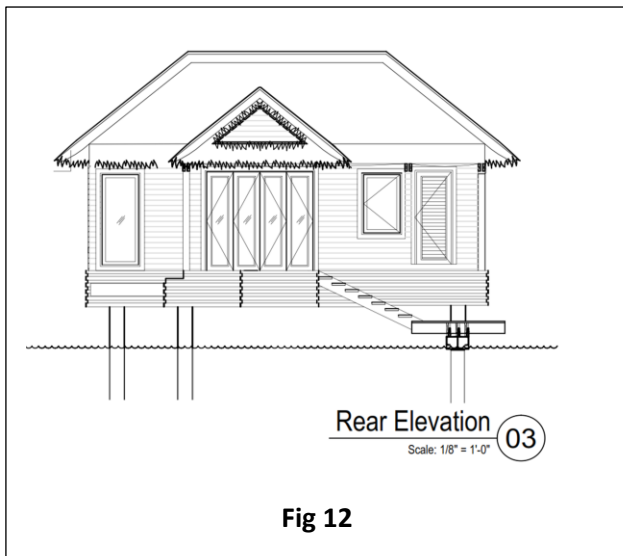 Rear Elevation
03
Scale: 1/8" = 1'-0"
Fig 12